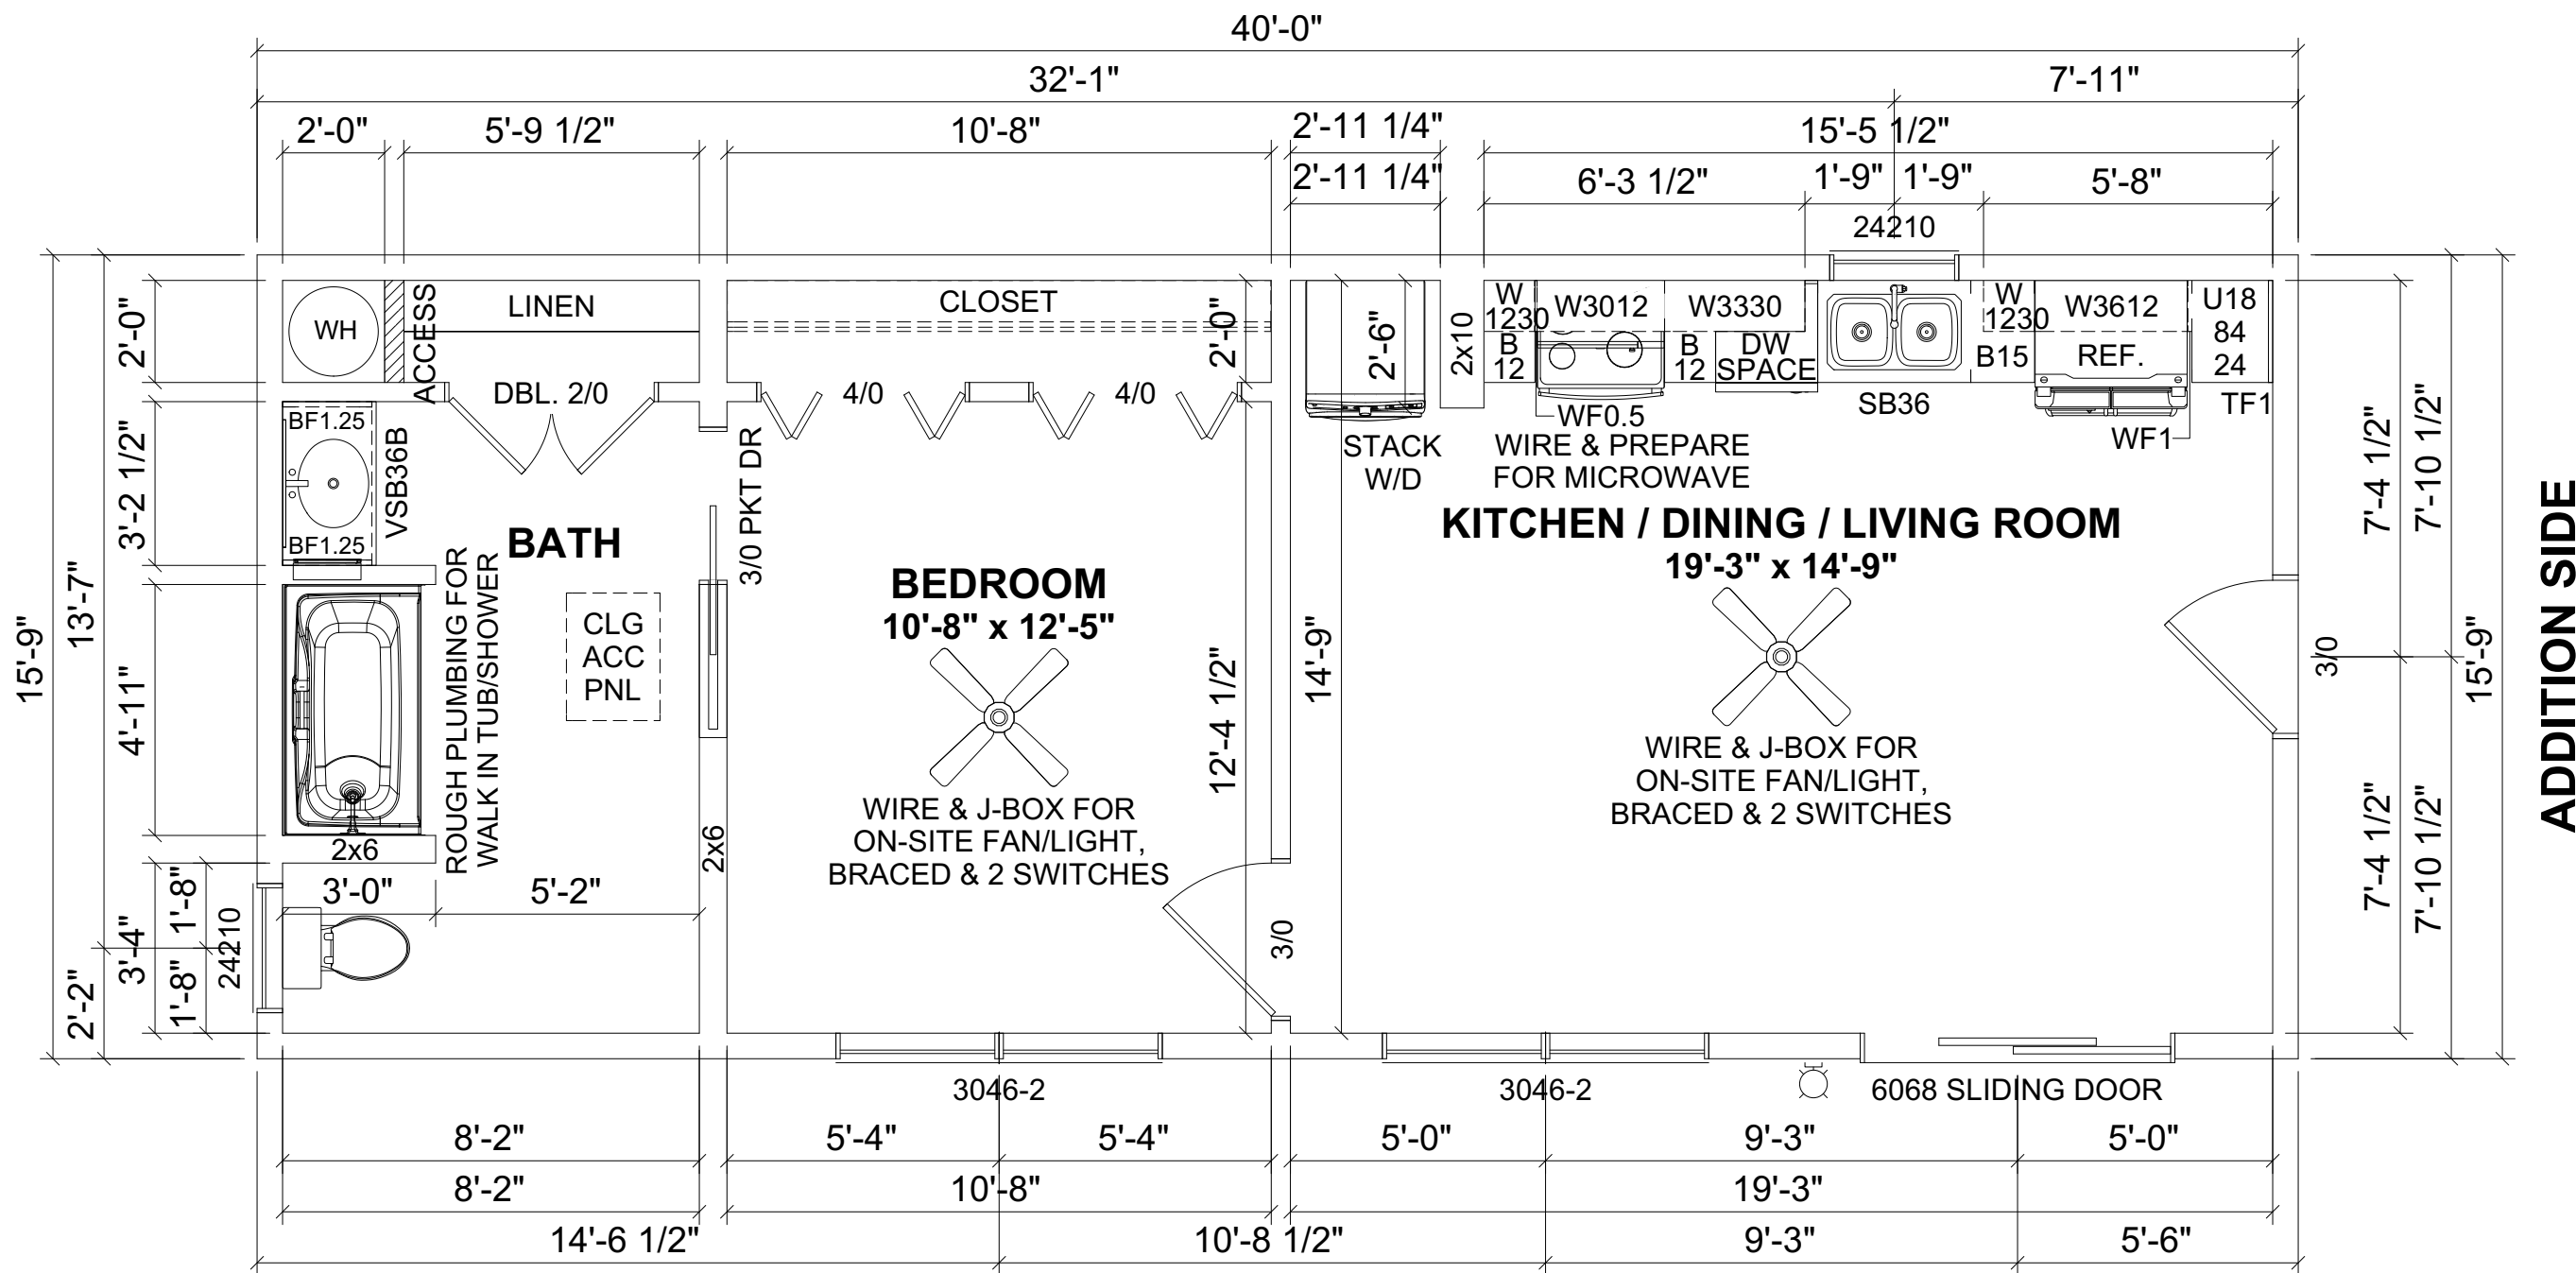 40'-0"
32'-1"
7'-11"
2'-0"
5'-9 1/2"
10'-8"
2'-11 1/4"
15'-5 1/2"
2'-11 1/4"
6'-3 1/2"
1'-9"
1'-9"
5'-8"
24210
WH
ACCESS
LINEN
CLOSET
2'-0"
2'-0"
2'-6"
2x10
W
1230
W3012
W3330
W
1230
W3612
U18
84
24
B
12
B
12
DW
SPACE
B15
REF.
DBL. 2/0
4/0
4/0
WF0.5
SB36
TF1
WF1
STACK
W/D
WIRE & PREPARE
FOR MICROWAVE
BF1.25
VSB36B
BF1.25
3'-2 1/2"
3/0 PKT DR
BATH
BEDROOM
10'-8" x 12'-5"
KITCHEN / DINING / LIVING ROOM
19'-3" x 14'-9"
15'-9"
13'-7"
4'-11"
ROUGH PLUMBING FOR
WALK IN TUB/SHOWER
CLG
ACC
PNL
12'-4 1/2"
14'-9"
WIRE & J-BOX FOR
ON-SITE FAN/LIGHT,
BRACED & 2 SWITCHES
WIRE & J-BOX FOR
ON-SITE FAN/LIGHT,
BRACED & 2 SWITCHES
3/0
7'-4 1/2"
7'-10 1/2"
15'-9"
ADDITION SIDE
7'-4 1/2"
7'-10 1/2"
2x6
2x6
3'-0"
5'-2"
2'-2"
3'-4"
1'-8"
1'-8"
24210
3/0
3046-2
3046-2
6068 SLIDING DOOR
8'-2"
5'-4"
5'-4"
5'-0"
9'-3"
5'-0"
8'-2"
10'-8"
19'-3"
14'-6 1/2"
10'-8 1/2"
9'-3"
5'-6"